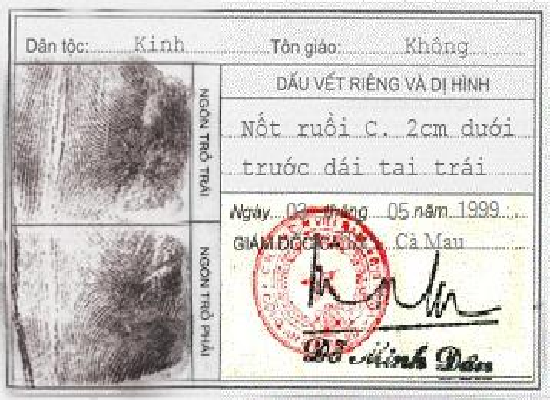 Dân tộc: Kinh Tôn giáo: Không
NGÓN TRỎ TRÁI
DẤU VẾT RIÊNG VÀ DỊ HÌNH
Nốt ruồi C. 2cm dưới
trước dái tai trái
NGÓN TRỎ PHẢI
Ngày 03 tháng 05 năm 1999
GIÁM ĐỐC CA Cà Mau
Đỗ Minh Dân